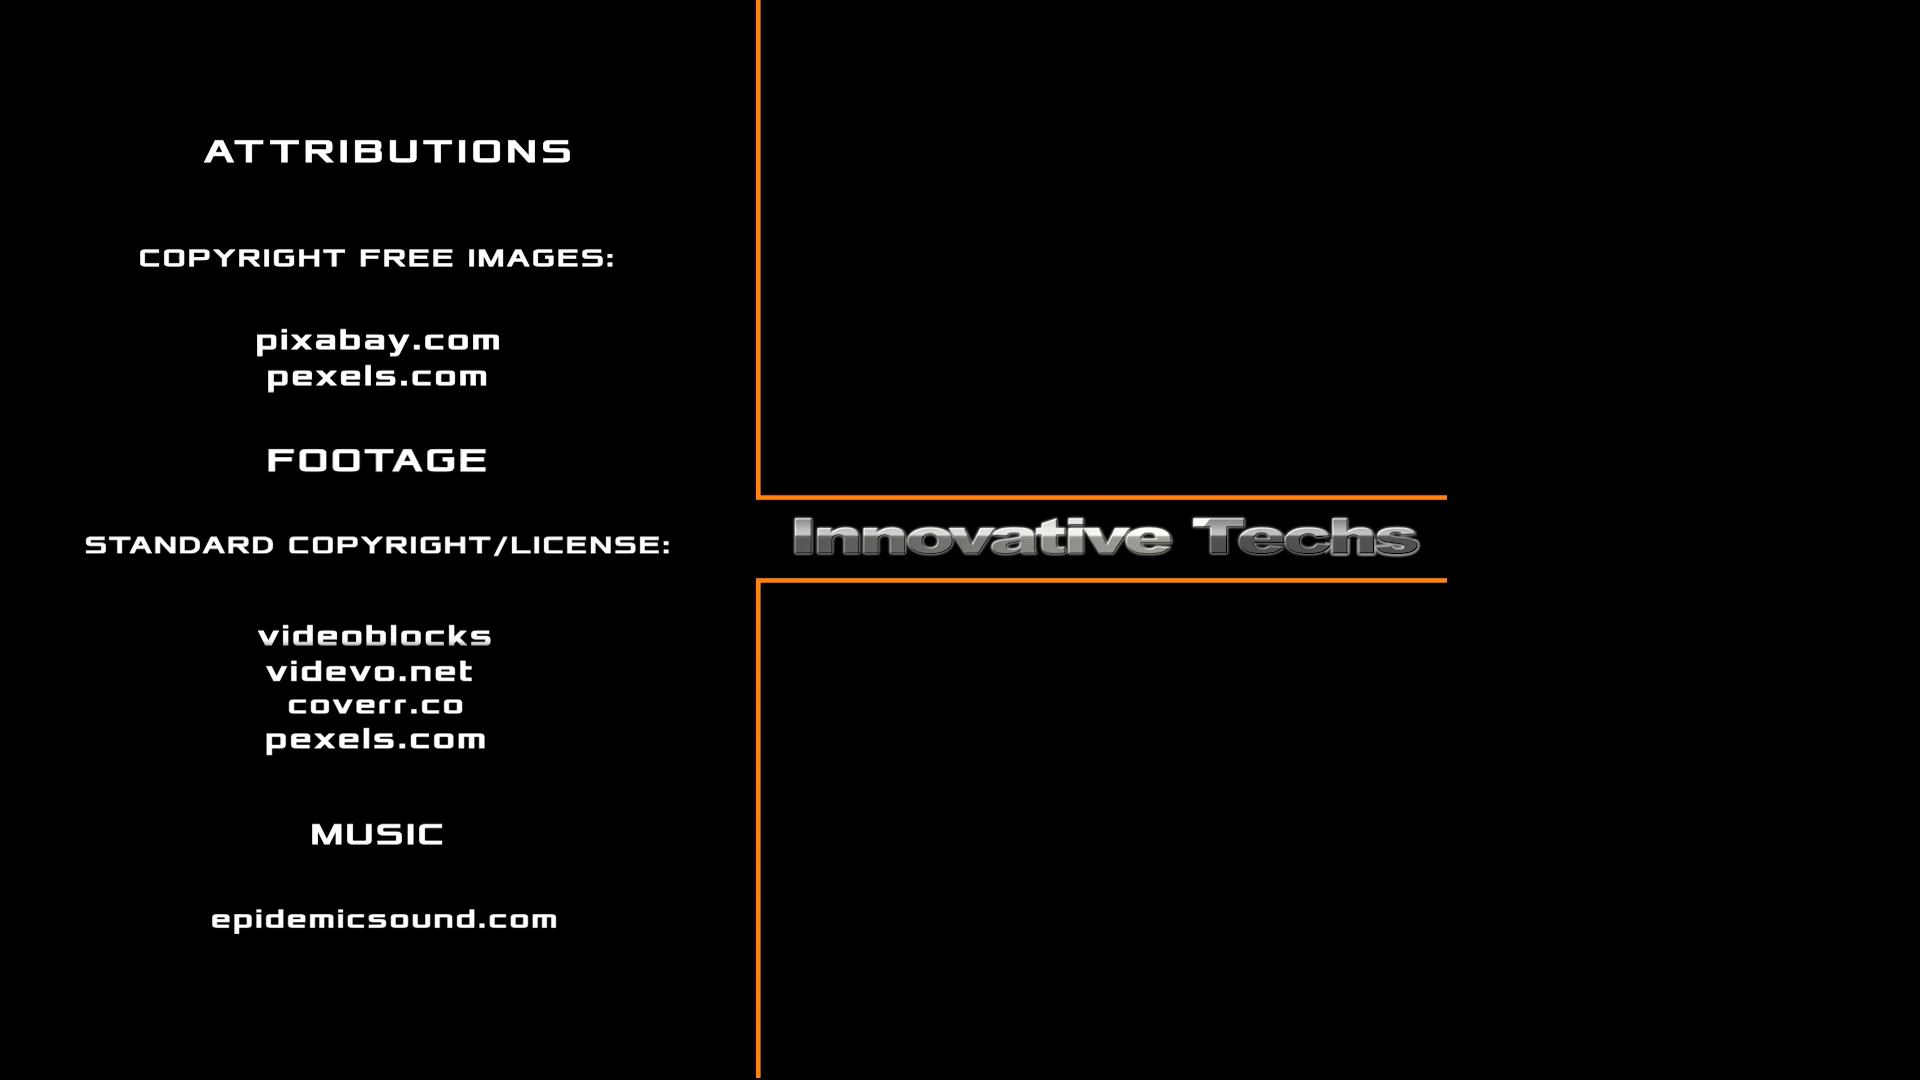 ATTRIBUTIONS
COPYRIGHT FREE IMAGES:
pixabay.com
pexels.com
FOOTAGE
STANDARD COPYRIGHT/LICENSE:
videoblocks
videvo.net
coverr.co
pexels.com
MUSIC
epidemicsound.com
Innovative Techs